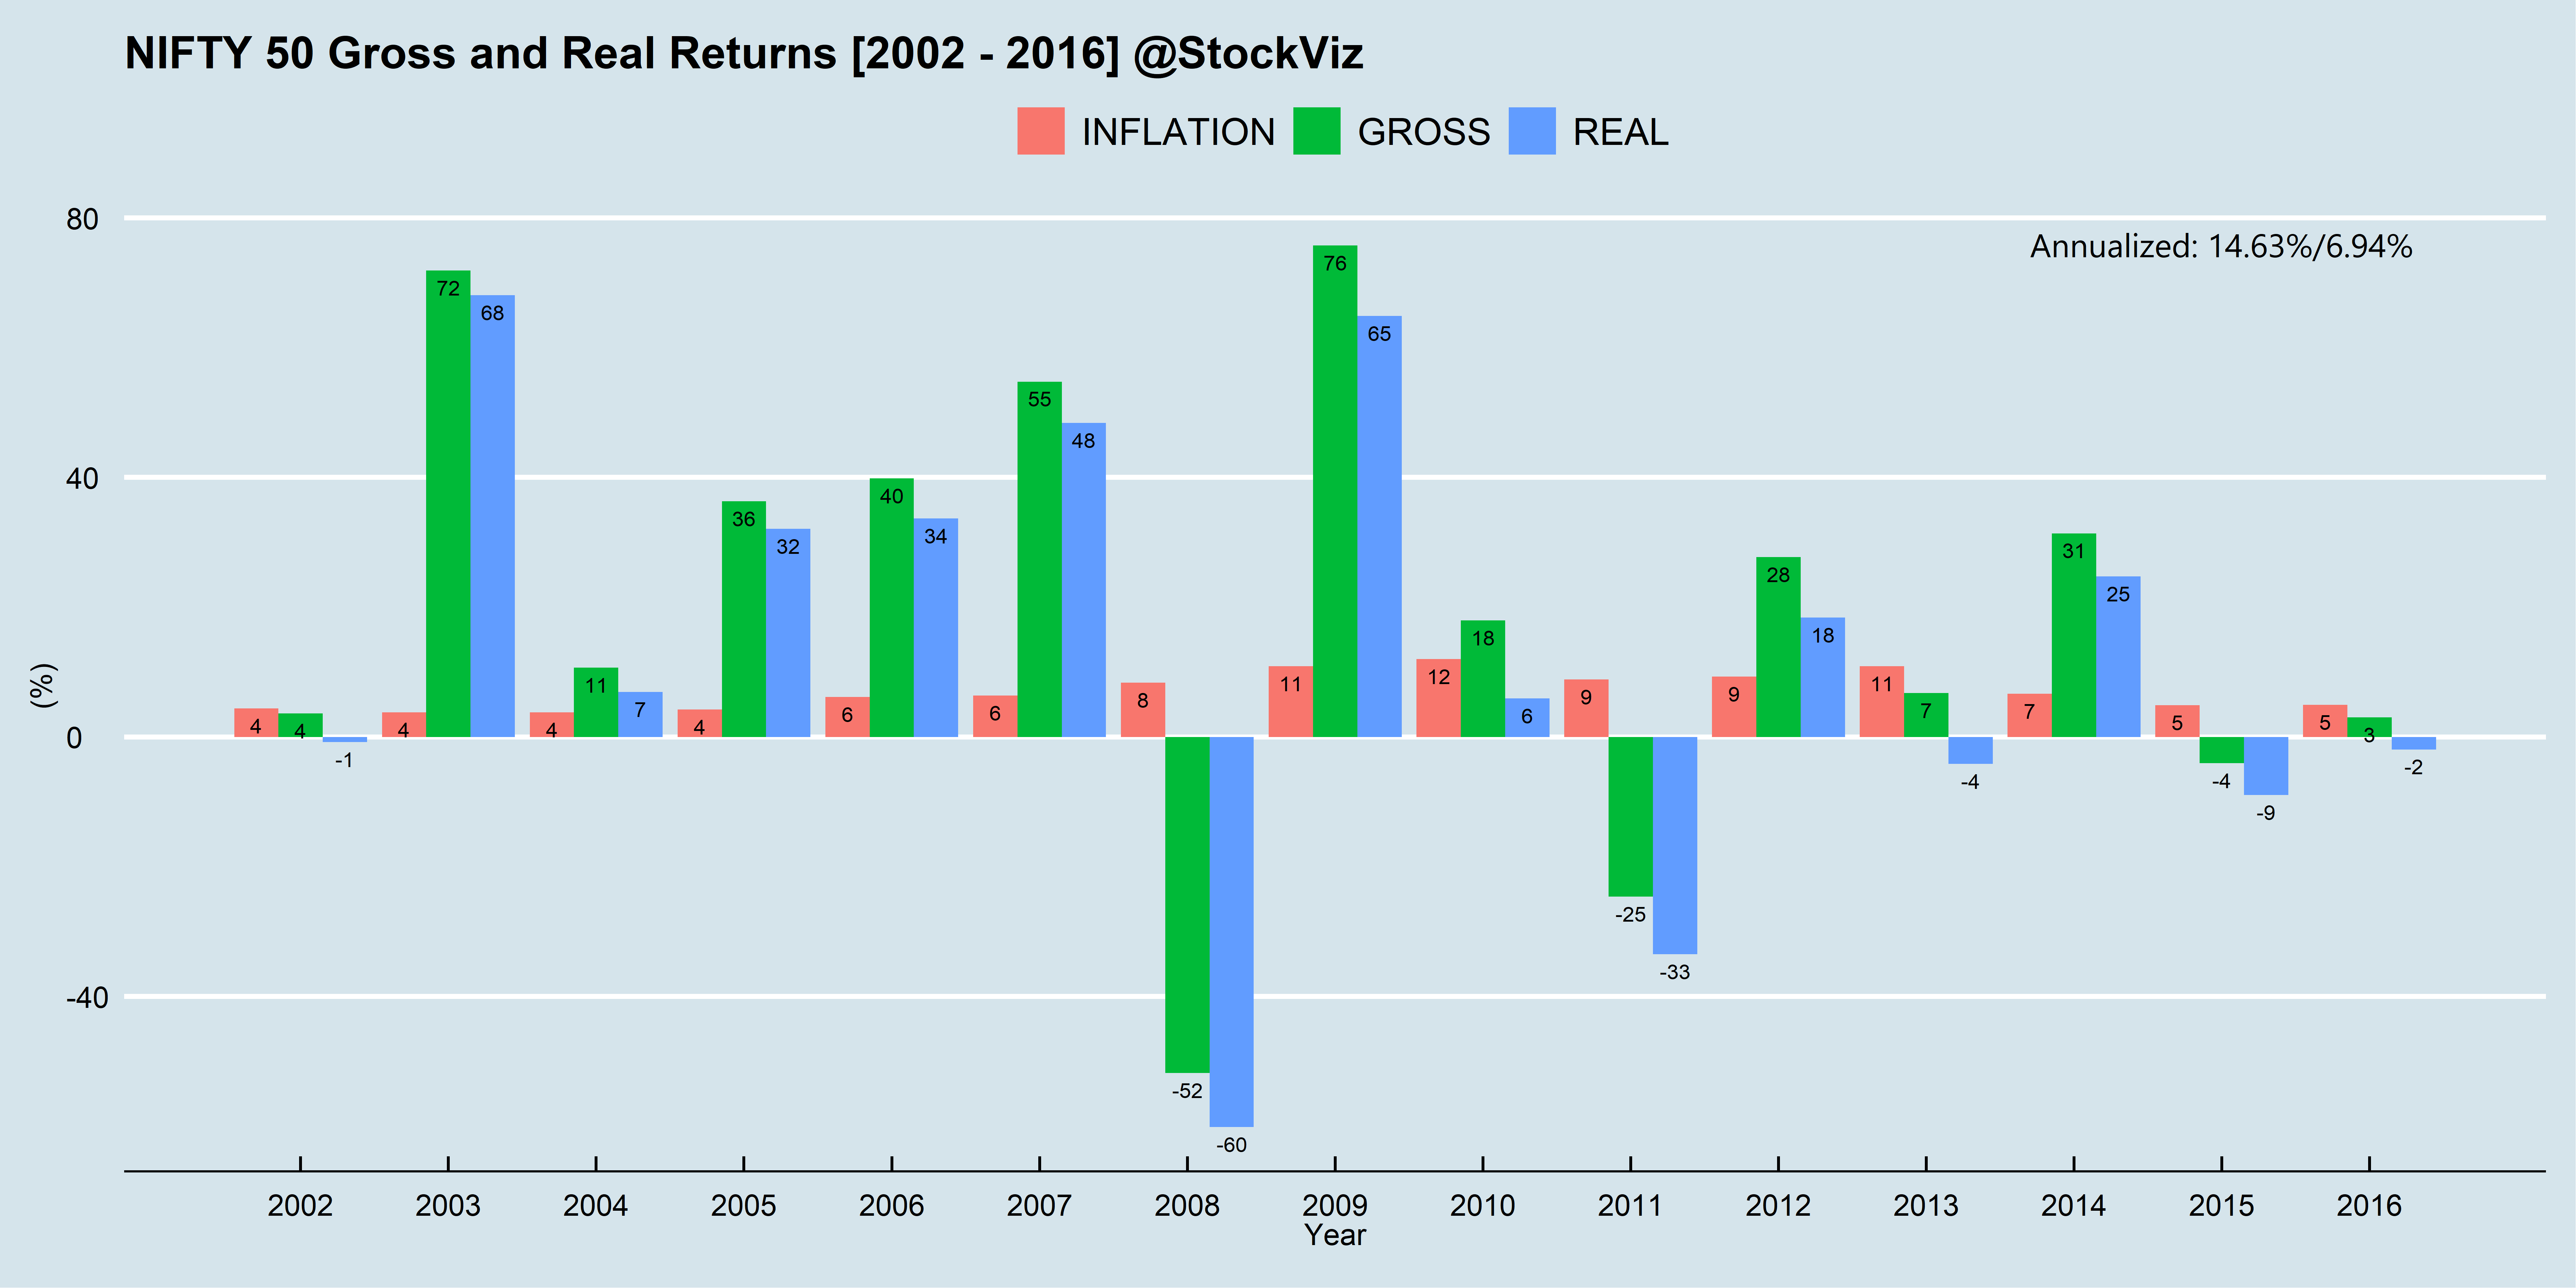 NIFTY 50 Gross and Real Returns [2002 - 2016] @StockViz
INFLATION GROSS REAL
80
Annualized: 14.63%/6.94%
40
0
-40
(%)
4 4 -1
4 72 68
4 11 7
4 36 32
6 40 34
6 55 48
8 -52 -60
11 76 65
12 18 6
9 -25 -33
9 28 18
11 7 -4
7 31 25
5 -4 -9
5 3 -2
2002 2003 2004 2005 2006 2007 2008 2009 2010 2011 2012 2013 2014 2015 2016
Year